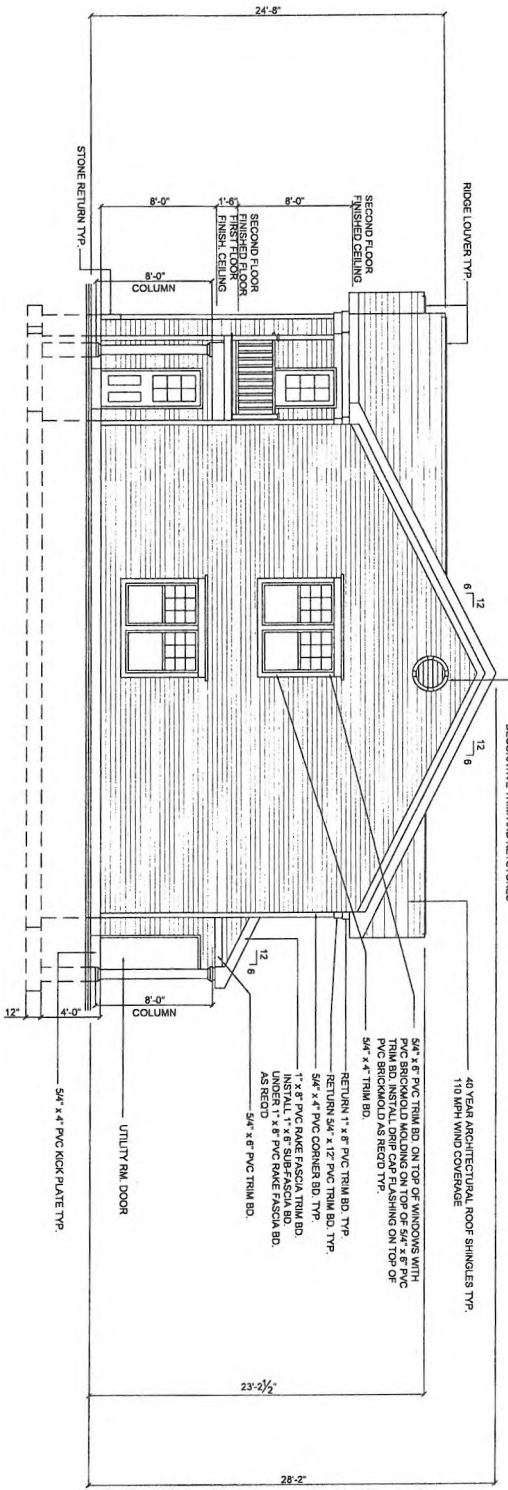 24'-8"
STONE RETURN TYP.
8'-0"
1'-6"
8'-0"
8'-0"
COLUMN
SECOND FLOOR
FINISHED FLOOR
FIRST FLOOR
FINISH. CEILING
SECOND FLOOR
FINISHED CEILING
RIDGE LOUVER TYP.
12
6
12
6
40 YEAR ARCHITECTURAL ROOF SHINGLES TYP.
110 MPH WIND COVERAGE
5/4" x 6" PVC TRIM BD. ON TOP OF WINDOWS WITH
PVC BRICKMOLD MOLDING ON TOP OF 5/4" x 6" PVC
TRIM BD. INSTALL DRIP CAP FLASHING ON TOP OF
PVC BRICKMOLD AS REQ'D TYP.
5/4" x 4" TRIM BD.
RETURN 1" x 8" PVC TRIM BD. TYP.
RETURN 5/4" x 12" PVC TRIM BD. TYP.
5/4" x 4" PVC CORNER BD. TYP.
12
6
1" x 8" PVC RAKE FASCIA TRIM BD.
INSTALL 1" x 6" SUB-FASCIA BD.
UNDER 1" x 8" PVC RAKE FASCIA BD.
AS REQ'D
5/4" x 6" PVC TRIM BD.
UTILITY RM. DOOR
5/4" x 4" PVC KICK PLATE TYP.
8'-0"
COLUMN
4'-0"
12"
23'-2½"
28'-2"